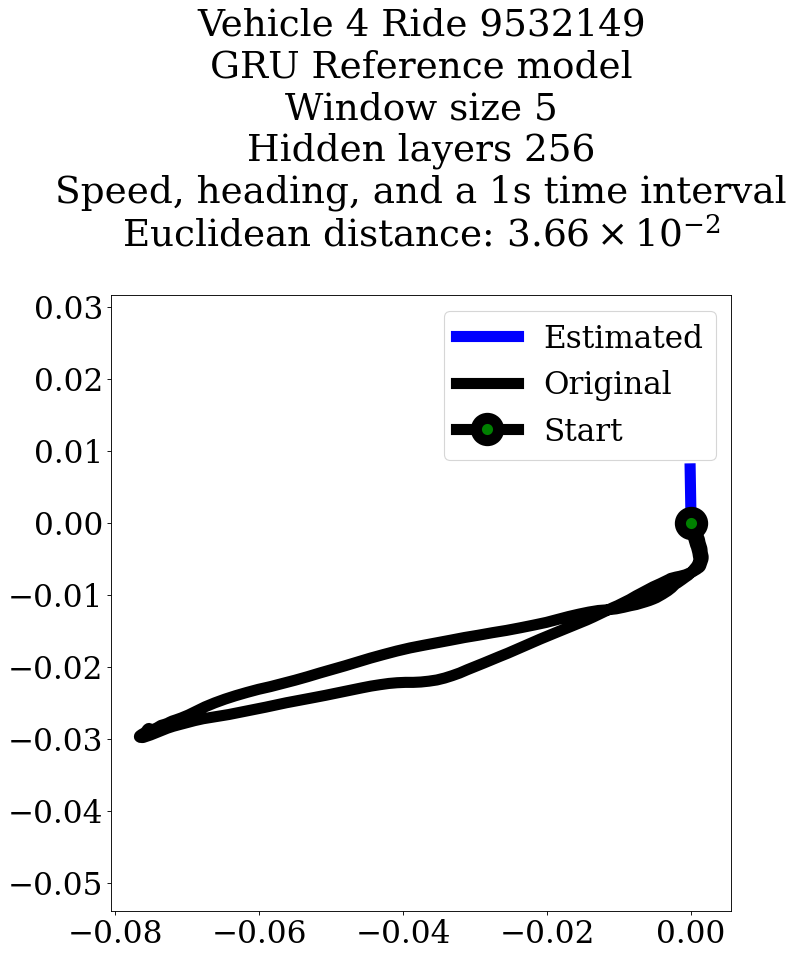 Vehicle 4 Ride 9532149
GRU Reference model
Window size 5
Hidden layers 256
Speed, heading, and a 1s time interval
Euclidean distance: 3.66 × 10⁻²
0.03
Estimated
0.02
Original
0.01
Start
0.00
−0.01
−0.02
−0.03
−0.04
−0.05
−0.08 −0.06 −0.04 −0.02 0.00